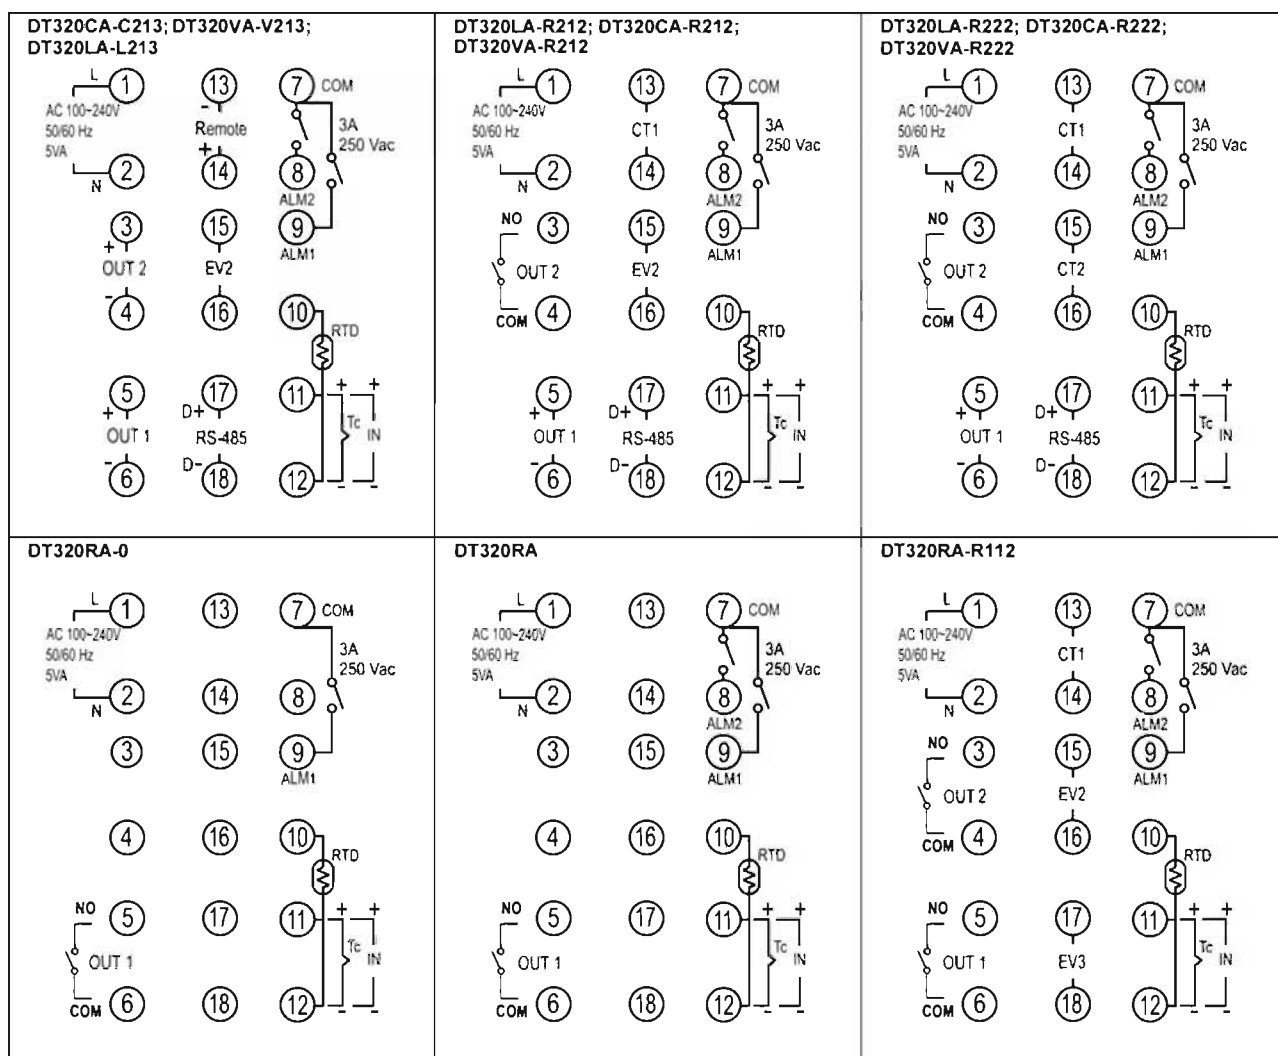 DT320CA-C213; DT320VA-V213;
DT320LA-L213
L 1 13 7 COM
-
AC 100~240V
50/60 Hz
5VA
Remote
3A
250 Vac
+
N 2 14 8
ALM2
3 15 9
+ ALM1
OUT 2 EV2
-
4 16 10
RTD
5 17 11 + +
+ D+
OUT 1 RS-485 Tc IN
- D-
6 18 12 - -
DT320LA-R212; DT320CA-R212;
DT320VA-R212
L 1 13 7 COM
AC 100~240V
50/60 Hz
5VA
CT1
3A
250 Vac
N 2 14 8
ALM2
NO 3 15 9
ALM1
OUT 2 EV2
COM 4 16 10
RTD
5 17 11 + +
+ D+
OUT 1 RS-485 Tc IN
- D-
6 18 12 - -
DT320LA-R222; DT320CA-R222;
DT320VA-R222
L 1 13 7 COM
AC 100~240V
50/60 Hz
5VA
CT1
3A
250 Vac
N 2 14 8
ALM2
NO 3 15 9
ALM1
OUT 2 CT2
COM 4 16 10
RTD
5 17 11 + +
+ D+
OUT 1 RS-485 Tc IN
- D-
6 18 12 - -
DT320RA-0
L 1 13 7 COM
AC 100~240V
50/60 Hz
5VA
3A
250 Vac
N 2 14 8
3 15 9
ALM1
4 16 10
RTD
NO 5 17 11 + +
OUT 1 Tc IN
COM 6 18 12 - -
DT320RA
L 1 13 7 COM
AC 100~240V
50/60 Hz
5VA
3A
250 Vac
N 2 14 8
ALM2
3 15 9
ALM1
4 16 10
RTD
NO 5 17 11 + +
OUT 1 Tc IN
COM 6 18 12 - -
DT320RA-R112
L 1 13 7 COM
AC 100~240V
50/60 Hz
5VA
CT1
3A
250 Vac
N 2 14 8
ALM2
NO 3 15 9
ALM1
OUT 2 EV2
COM 4 16 10
RTD
NO 5 17 11 + +
OUT 1 EV3 Tc IN
COM 6 18 12 - -